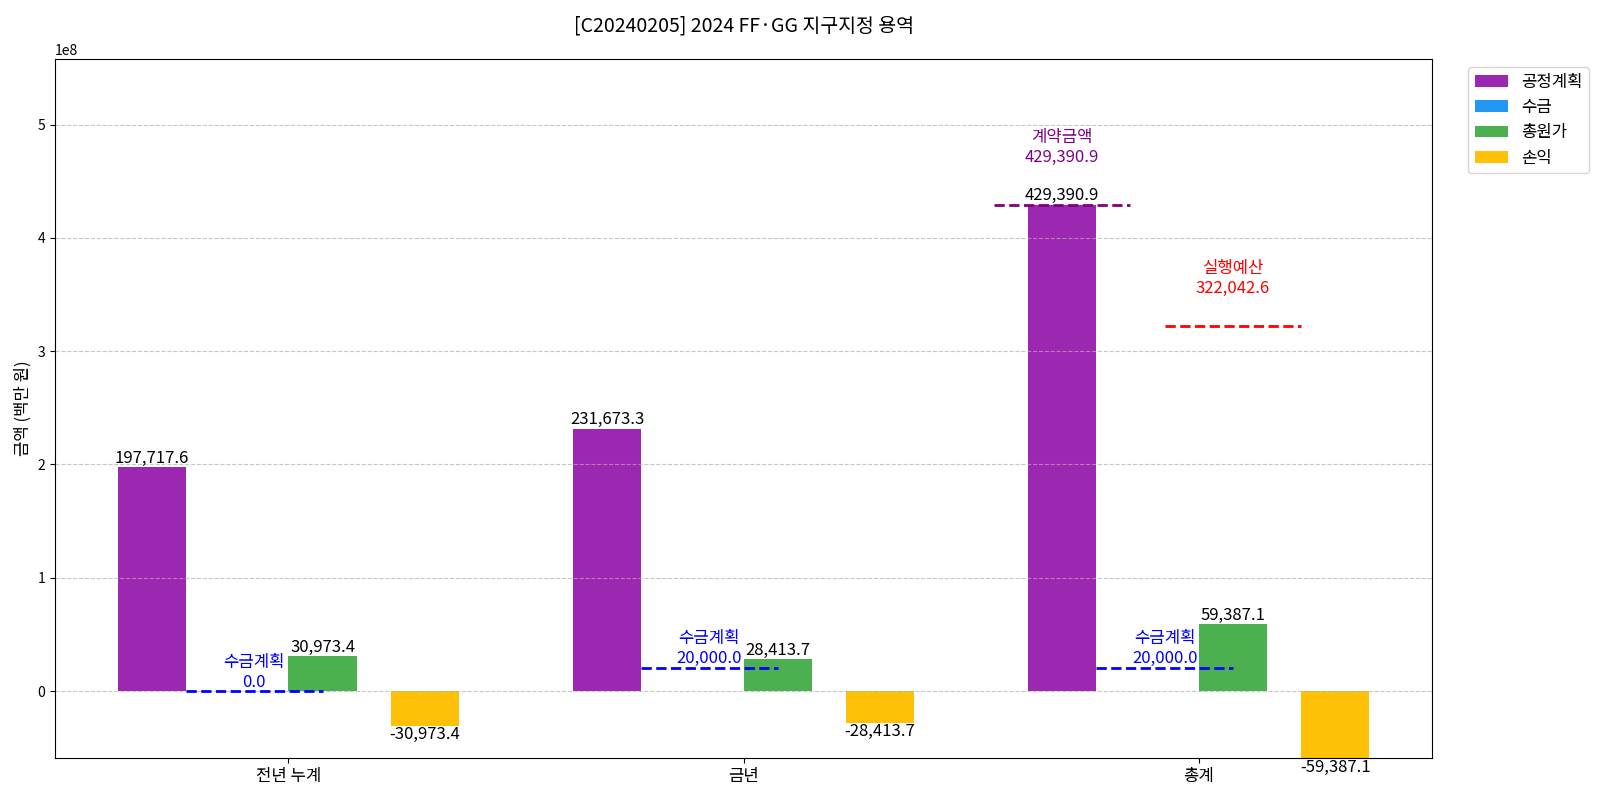 [C20240205] 2024 FF·GG 지구지정 용역
1e8
공정계획
수금
총원가
손익
5
4
3
2
1
0
금액 (백만 원)
계약금액
429,390.9
429,390.9
실행예산
322,042.6
231,673.3
197,717.6
수금계획
0.0
30,973.4
-30,973.4
수금계획
20,000.0
28,413.7
-28,413.7
수금계획
20,000.0
59,387.1
-59,387.1
전년 누계
금년
총계